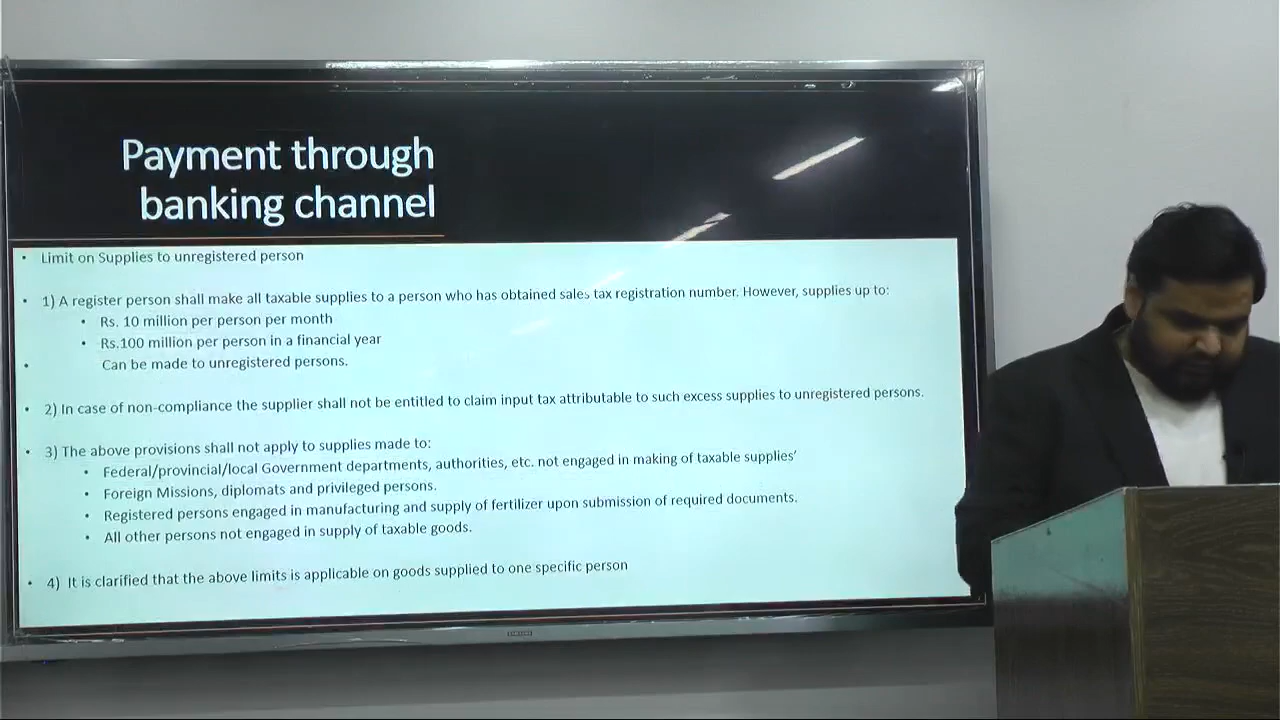 Payment through
banking channel
• Limit on Supplies to unregistered person
• 1) A register person shall make all taxable supplies to a person who has obtained sales tax registration number. However, supplies up to:
• Rs. 10 million per person per month
• Rs.100 million per person in a financial year
• Can be made to unregistered persons.
• 2) In case of non-compliance the supplier shall not be entitled to claim input tax attributable to such excess supplies to unregistered persons.
• 3) The above provisions shall not apply to supplies made to:
• Federal/provincial/local Government departments, authorities, etc. not engaged in making of taxable supplies'
• Foreign Missions, diplomats and privileged persons.
• Registered persons engaged in manufacturing and supply of fertilizer upon submission of required documents.
• All other persons not engaged in supply of taxable goods.
• 4) It is clarified that the above limits is applicable on goods supplied to one specific person
SAMSUNG